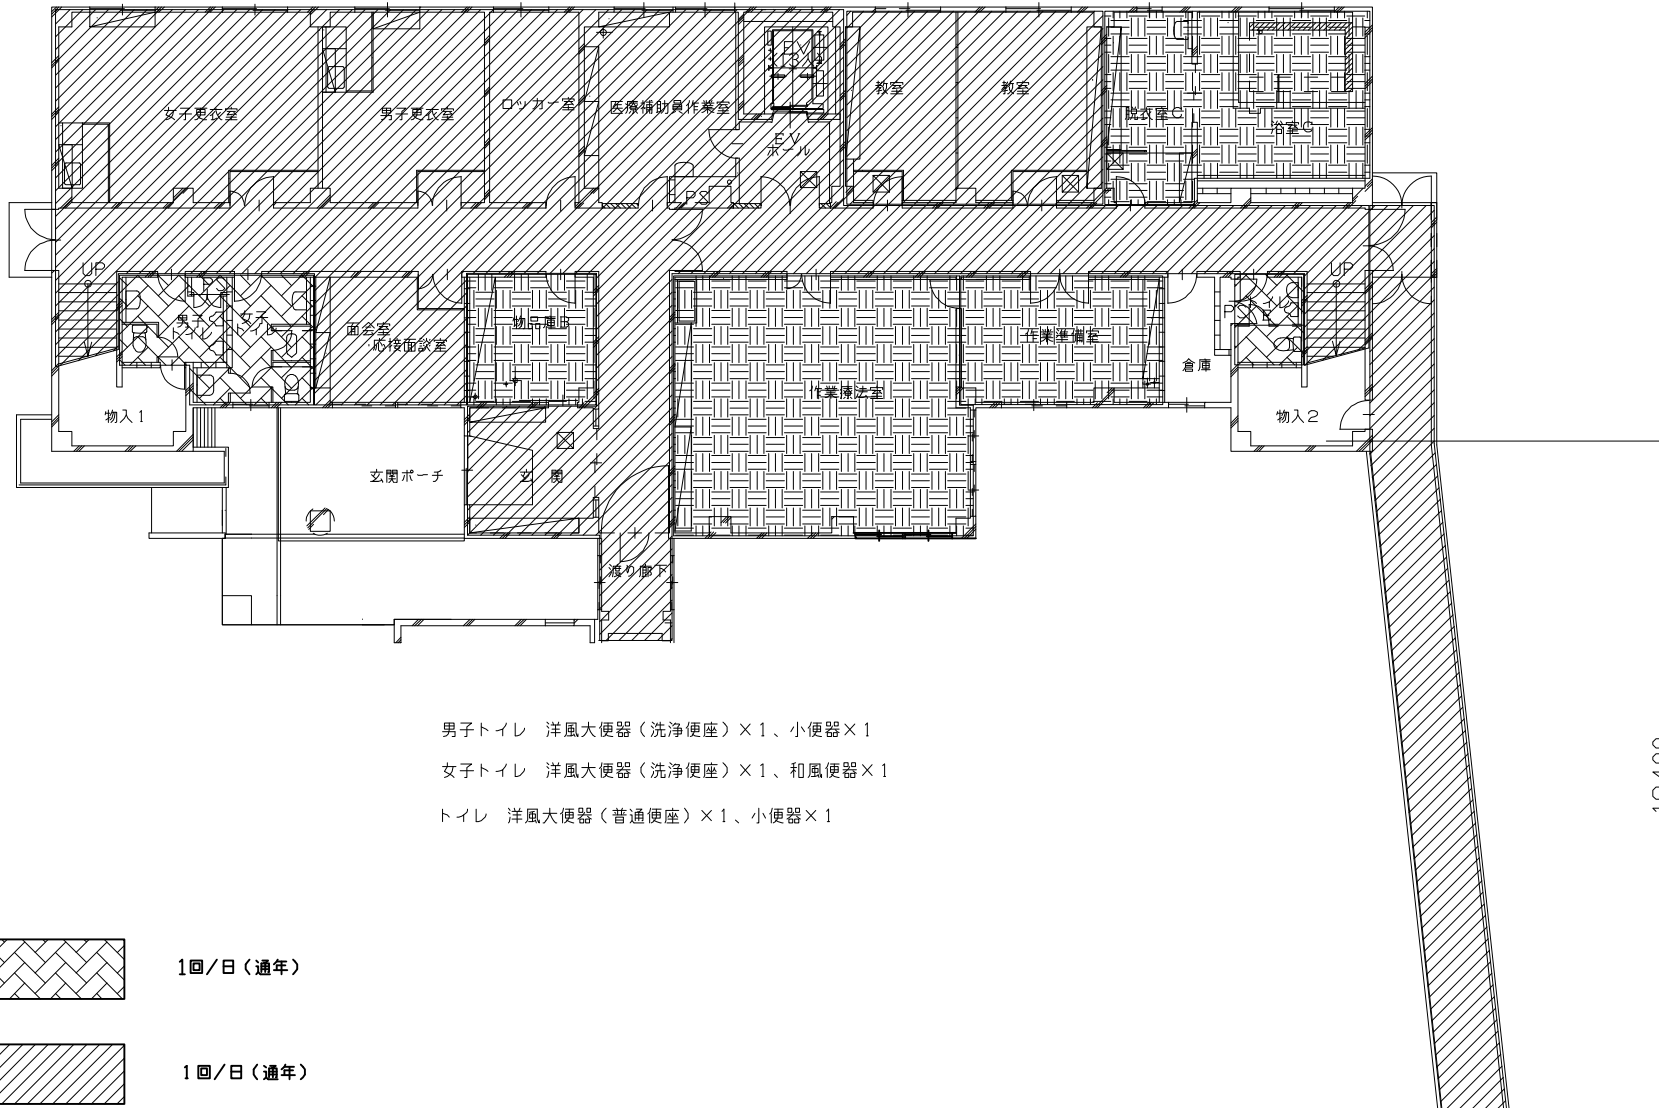 女子更衣室
男子更衣室
ロッカー室
医療補助員作業室
EV
ホール
PS
教室
教室
脱衣室C
浴室C
UP
男子
トイレ
女子
トイレ
面会室
・応接面談室
物品庫B
作業療法室
作業準備室
倉庫
PS
トイレ
UP
物入1
物入2
玄関ポーチ
玄 関
渡り廊下
男子トイレ 洋風大便器(洗浄便座)×1、小便器×1
女子トイレ 洋風大便器(洗浄便座)×1、和風便器×1
トイレ 洋風大便器(普通便座)×1、小便器×1
1回/日(通年)
1回/日(通年)